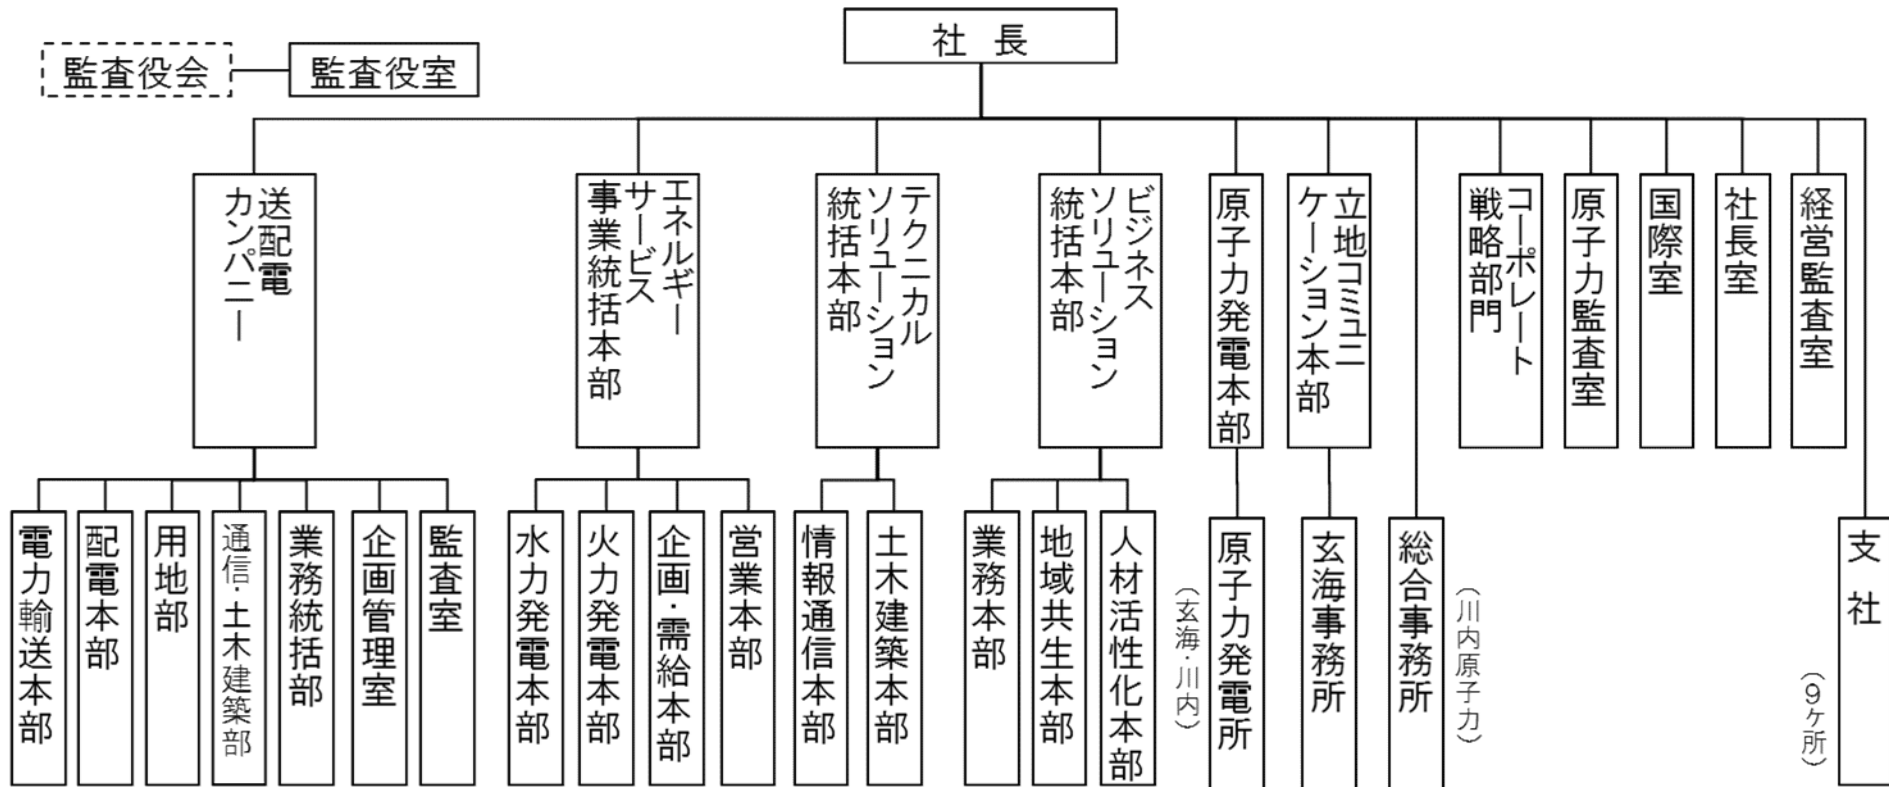 社長
監査役会
監査役室
送配電
カンパニー
エネルギー
サービス
事業統括本部
テクニカル
ソリューション
統括本部
ビジネス
ソリューション
統括本部
原子力発電本部
立地コミュニ
ケーション本部
コーポレート
戦略部門
原子力監査室
国際室
社長室
経営監査室
電力輸送本部
配電本部
用地部
通信・土木建築部
業務統括部
企画管理室
監査室
水力発電本部
火力発電本部
企画・需給本部
営業本部
情報通信本部
土木建築本部
業務本部
地域共生本部
人材活性化本部
原子力発電所
（玄海・川内）
玄海事務所
総合事務所
（川内原子力）
支社
（9ヶ所）